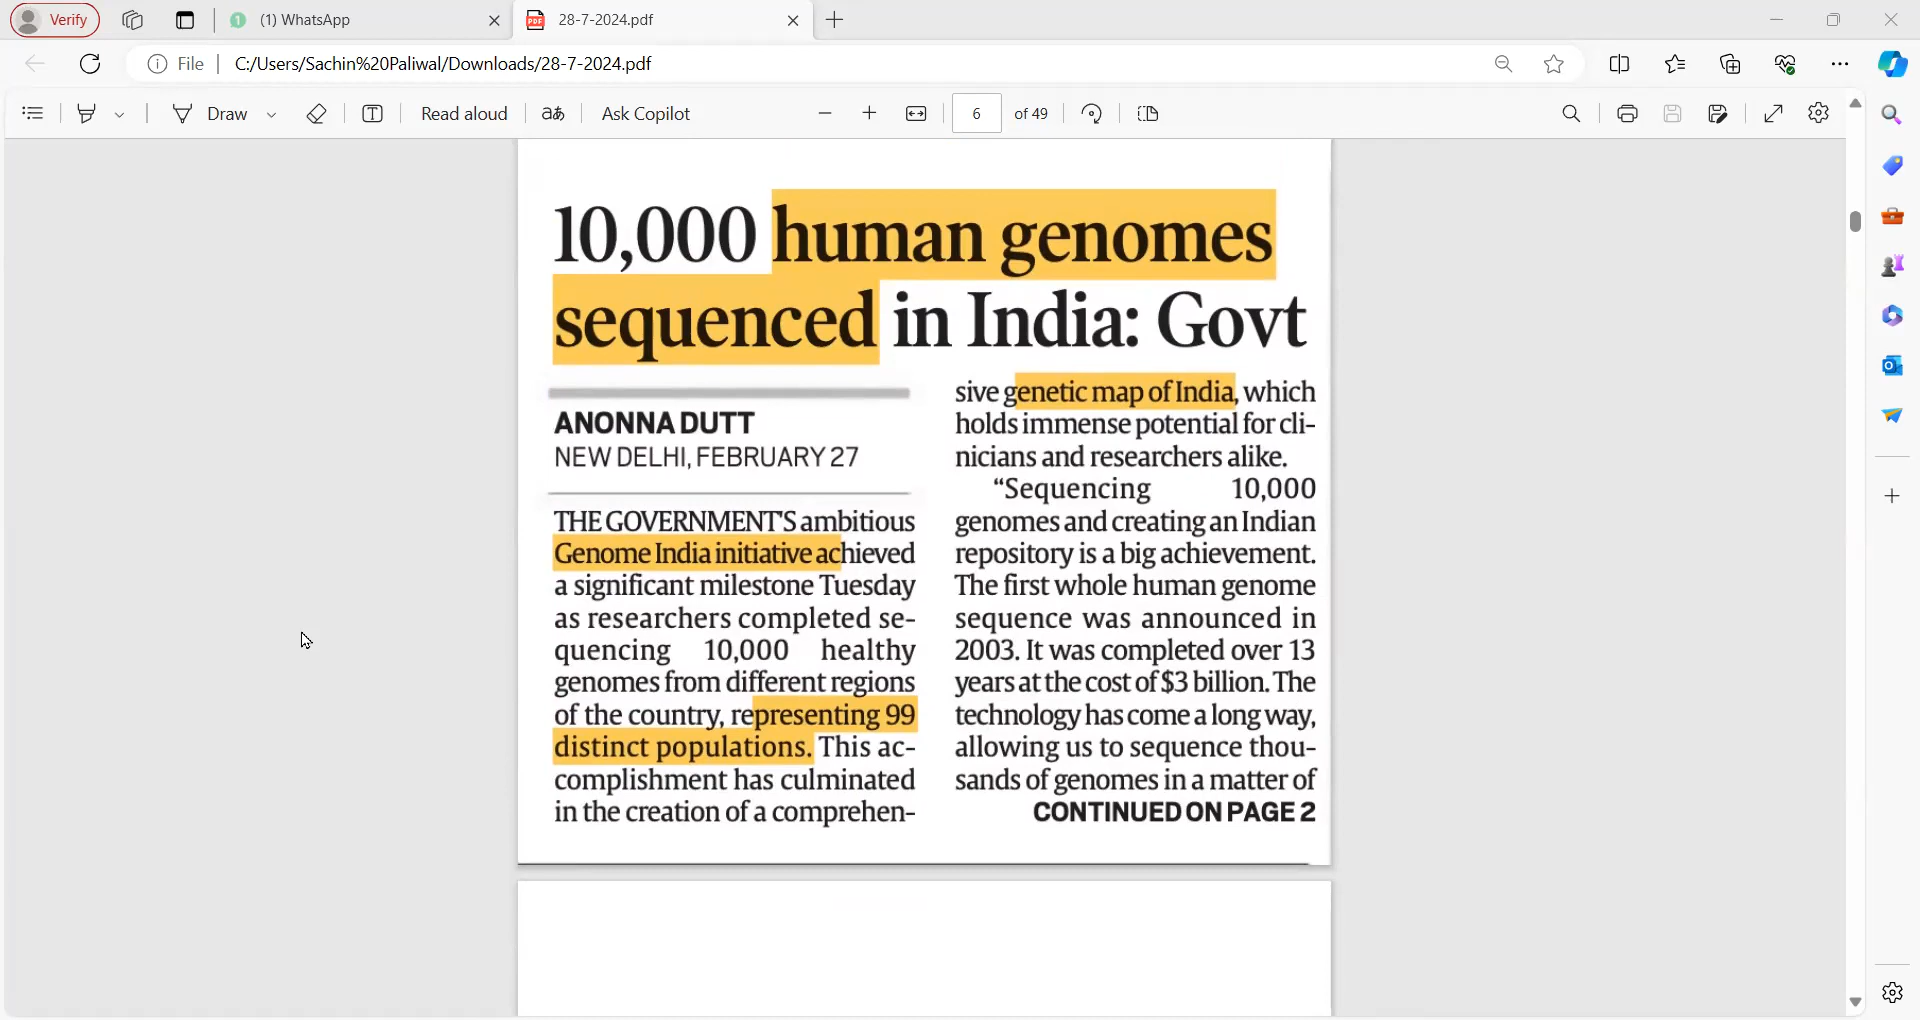 Verify
(1) WhatsApp
28-7-2024.pdf
File
C:/Users/Sachin%20Paliwal/Downloads/28-7-2024.pdf
Draw
Read aloud
aあ
Ask Copilot
6
of 49
10,000 human genomes
sequenced in India: Govt
ANONNA DUTT
NEW DELHI, FEBRUARY 27
THE GOVERNMENT'S ambitious
Genome India initiative achieved
a significant milestone Tuesday
as researchers completed se-
quencing 10,000 healthy
genomes from different regions
of the country, representing 99
distinct populations. This ac-
complishment has culminated
in the creation of a comprehen-
sive genetic map of India, which
holds immense potential for cli-
nicians and researchers alike.
“Sequencing 10,000
genomes and creating an Indian
repository is a big achievement.
The first whole human genome
sequence was announced in
2003. It was completed over 13
years at the cost of $3 billion. The
technology has come a long way,
allowing us to sequence thou-
sands of genomes in a matter of
CONTINUED ON PAGE 2